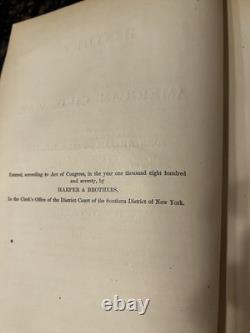 Entered, according to Act of Congress, in the year one thousand eight hundred
and seventy, by
HARPER & BROTHERS,
In the Clerk's Office of the District Court of the Southern District of New York.
ebay